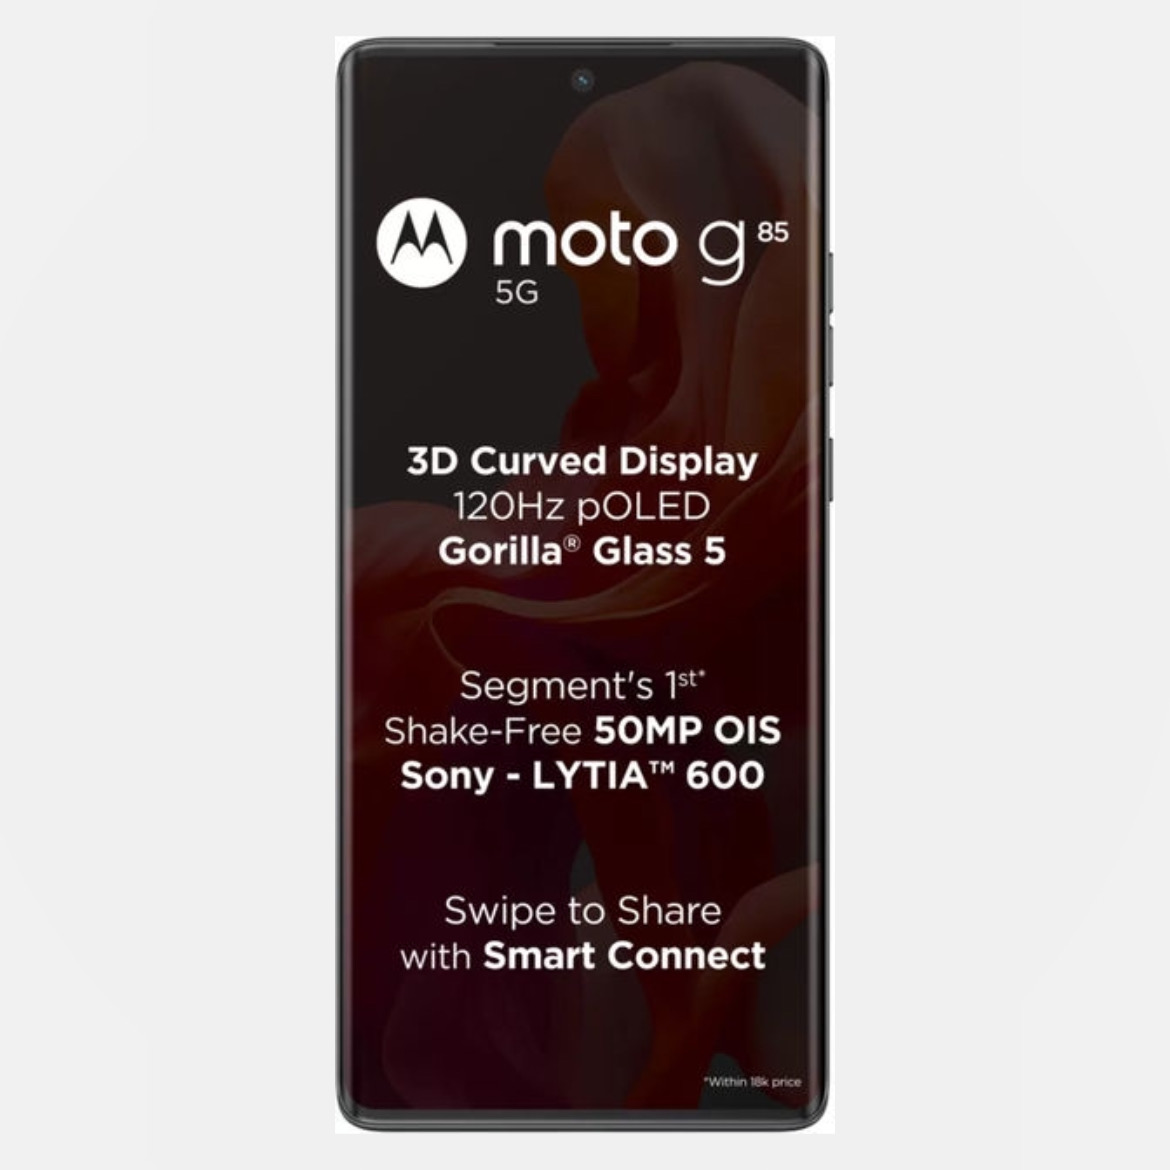 moto g 85
5G
3D Curved Display
120Hz pOLED
Gorilla® Glass 5
Segment's 1st*
Shake-Free 50MP OIS
Sony - LYTIA™ 600
Swipe to Share
with Smart Connect
*Within 18k price